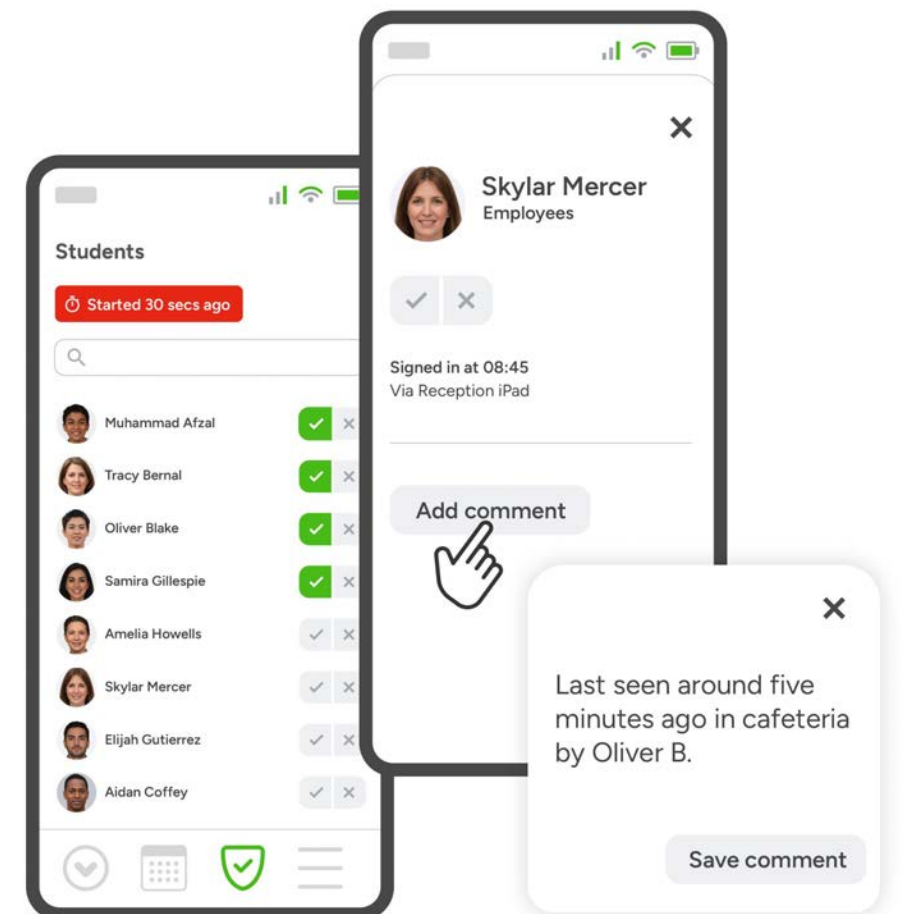 Students
Started 30 secs ago
Muhammad Afzal
Tracy Bernal
Oliver Blake
Samira Gillespie
Amelia Howells
Skylar Mercer
Elijah Gutierrez
Aidan Coffey
Skylar Mercer
Employees
Signed in at 08:45
Via Reception iPad
Add comment
Last seen around five
minutes ago in cafeteria
by Oliver B.
Save comment